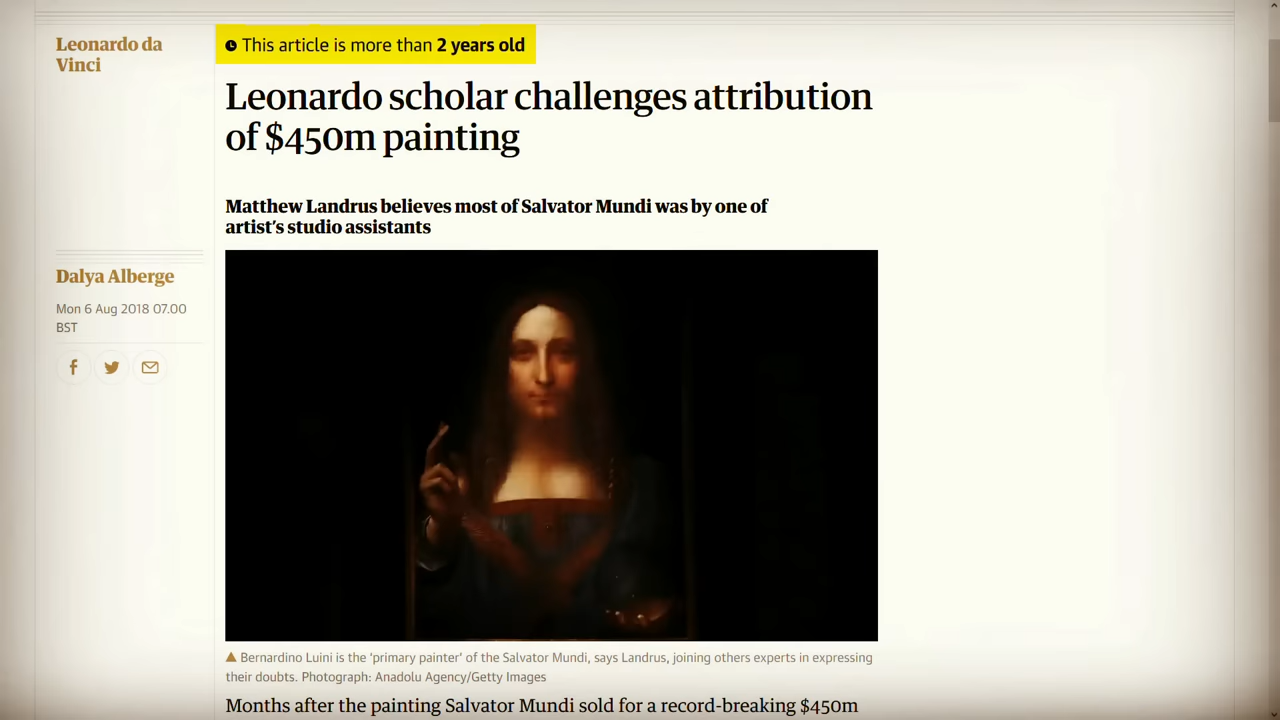 Leonardo da
Vinci
This article is more than 2 years old
Leonardo scholar challenges attribution
of $450m painting
Matthew Landrus believes most of Salvator Mundi was by one of
artist’s studio assistants
Dalya Alberge
Mon 6 Aug 2018 07.00
BST
Bernardino Luini is the ‘primary painter’ of the Salvator Mundi, says Landrus, joining others experts in expressing
their doubts. Photograph: Anadolu Agency/Getty Images
Months after the painting Salvator Mundi sold for a record-breaking $450m